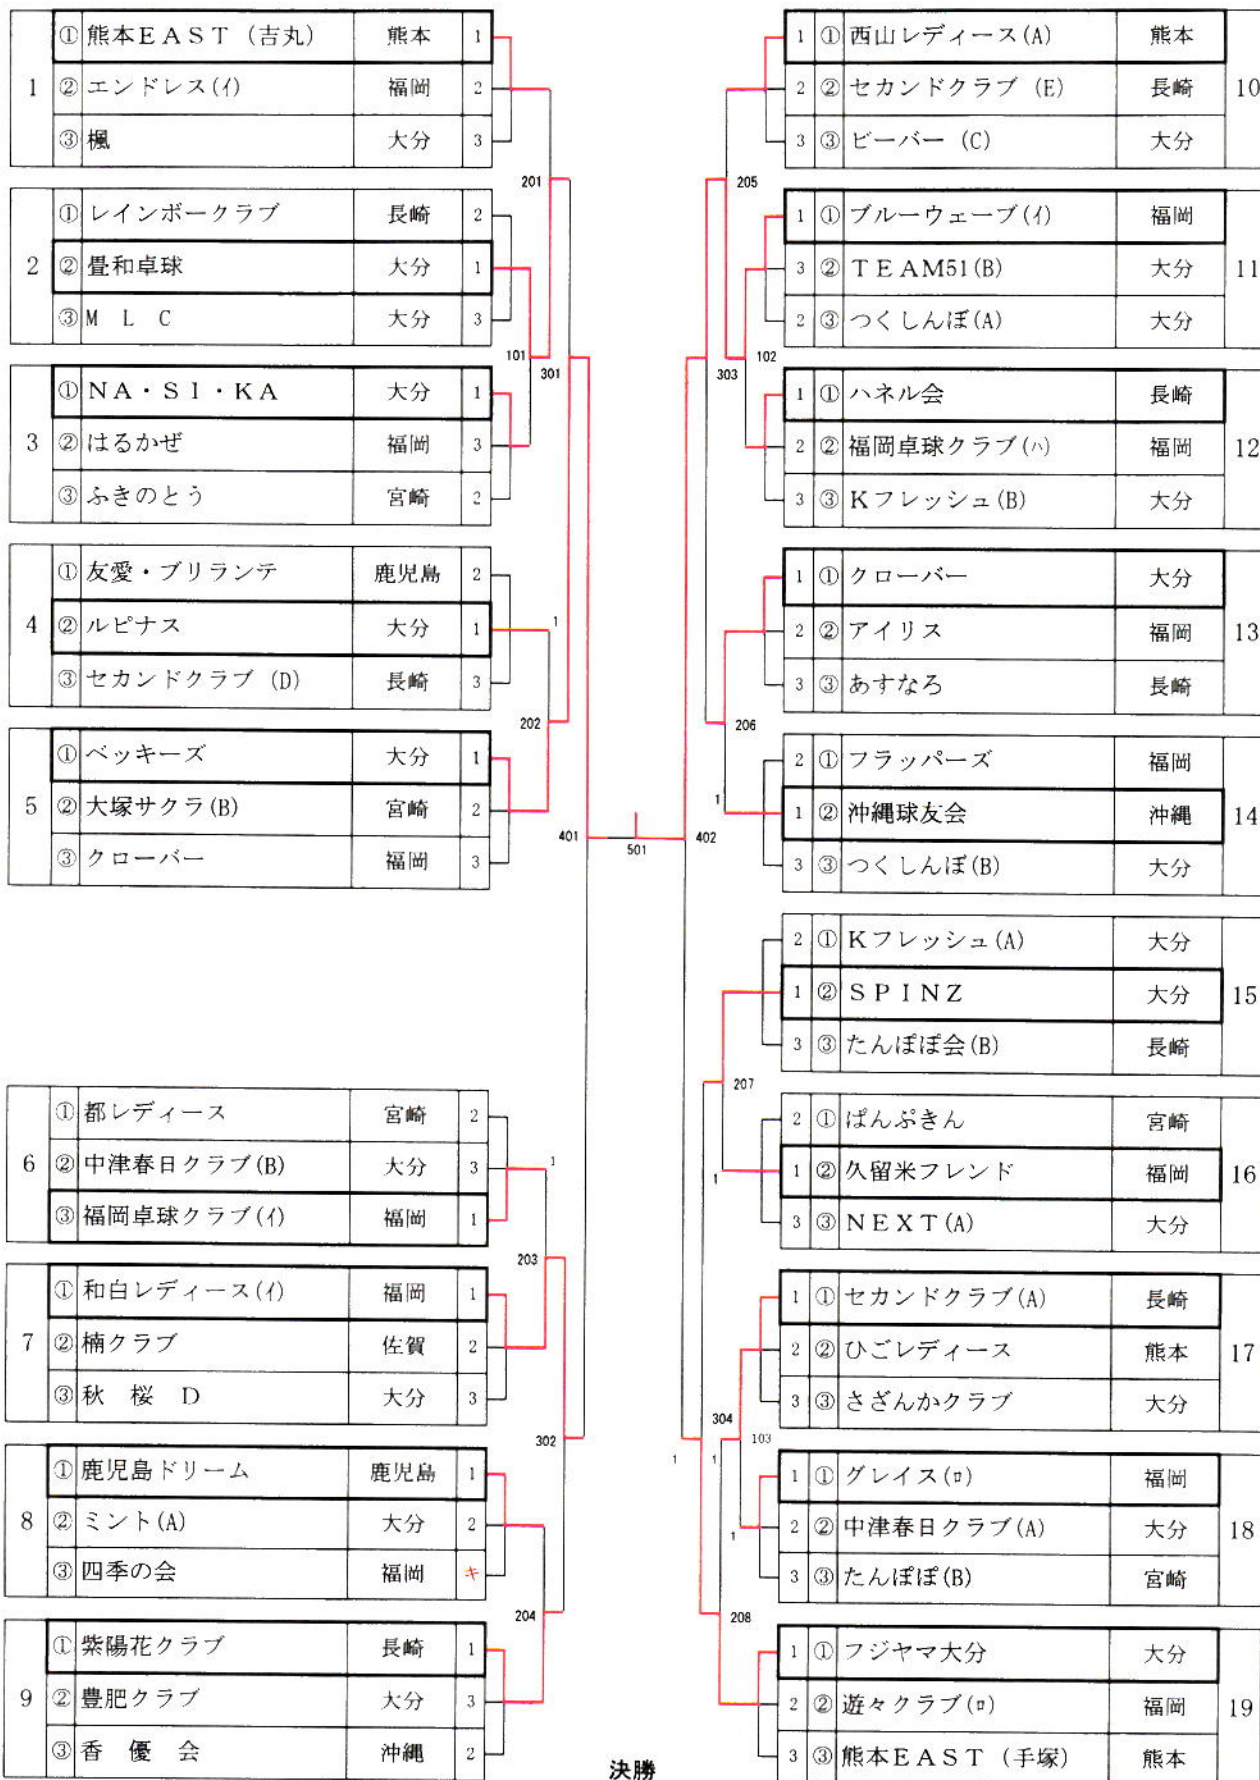 1
① 熊本EAST (吉丸) 熊本 1
② エンドレス(イ) 福岡 2
③ 楓 大分 3
2
① レインボークラブ 長崎 2
② 畳和卓球 大分 1
③ M L C 大分 3
3
① NA・SI・KA 大分 1
② はるかぜ 福岡 3
③ ふきのとう 宮崎 2
4
① 友愛・ブリランテ 鹿児島 2
② ルピナス 大分 1
③ セカンドクラブ (D) 長崎 3
5
① ベッキーズ 大分 1
② 大塚サクラ(B) 宮崎 2
③ クローバー 福岡 3
6
① 都レディース 宮崎 2
② 中津春日クラブ(B) 大分 3
③ 福岡卓球クラブ(イ) 福岡 1
7
① 和白レディース(イ) 福岡 1
② 楠クラブ 佐賀 2
③ 秋 桜 D 大分 3
8
① 鹿児島ドリーム 鹿児島 1
② ミント(A) 大分 2
③ 四季の会 福岡 キ
9
① 紫陽花クラブ 長崎 1
② 豊肥クラブ 大分 3
③ 香 優 会 沖縄 2
201
101
301
1
202
401
1
203
302
204
501
決勝
205
102
303
206
1
402
207
1
304
103
1
1
1
208
1 ① 西山レディース(A) 熊本
2 ② セカンドクラブ (E) 長崎
3 ③ ビーバー (C) 大分
10
1 ① ブルーウェーブ(イ) 福岡
3 ② TEAM51(B) 大分
2 ③ つくしんぼ(A) 大分
11
1 ① ハネル会 長崎
2 ② 福岡卓球クラブ(ハ) 福岡
3 ③ Kフレッシュ(B) 大分
12
1 ① クローバー 大分
2 ② アイリス 福岡
3 ③ あすなろ 長崎
13
2 ① フラッパーズ 福岡
1 ② 沖縄球友会 沖縄
3 ③ つくしんぼ(B) 大分
14
2 ① Kフレッシュ(A) 大分
1 ② SPINZ 大分
3 ③ たんぽぽ会(B) 長崎
15
2 ① ぱんぷきん 宮崎
1 ② 久留米フレンド 福岡
3 ③ NEXT(A) 大分
16
1 ① セカンドクラブ(A) 長崎
2 ② ひごレディース 熊本
3 ③ さざんかクラブ 大分
17
1 ① グレイス(ロ) 福岡
2 ② 中津春日クラブ(A) 大分
3 ③ たんぽぽ(B) 宮崎
18
1 ① フジヤマ大分 大分
2 ② 遊々クラブ(ロ) 福岡
3 ③ 熊本EAST (手塚) 熊本
19